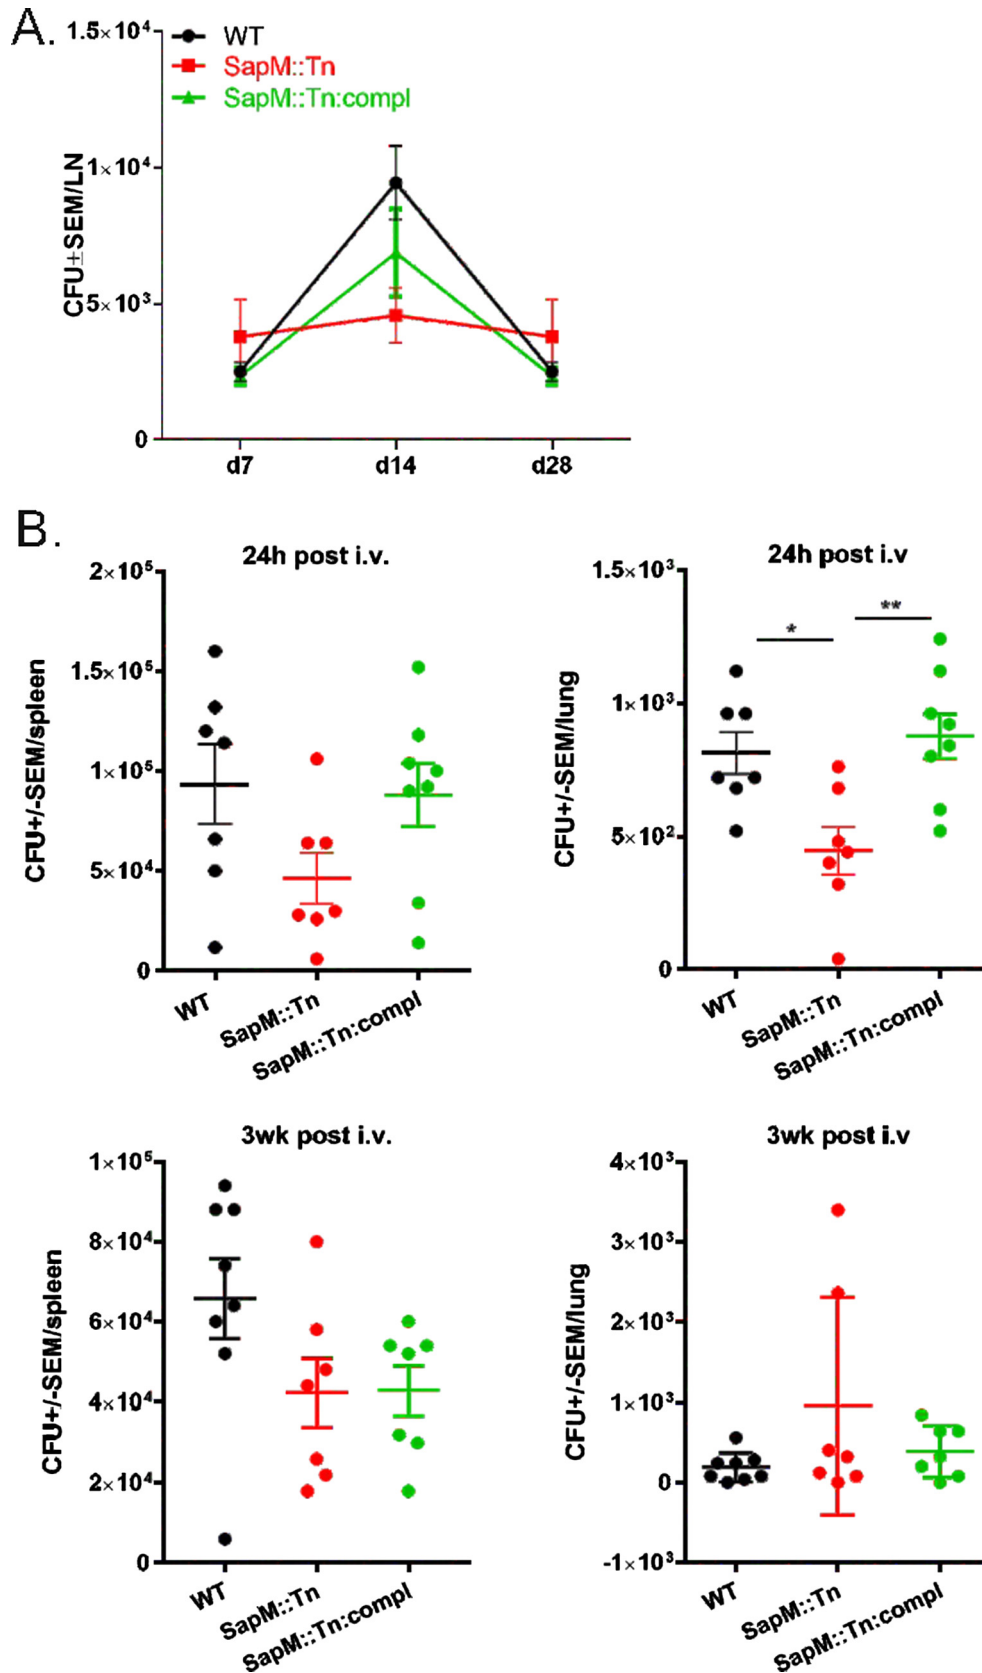 A.
1.5×10⁴
WT
SapM::Tn
SapM::Tn:compl
1×10⁴
5×10³
0
CFU±SEM/LN
d7 d14 d28
B.
24h post i.v.
2×10⁵
1.5×10⁵
1×10⁵
5×10⁴
0
CFU+/-SEM/spleen
WT
SapM::Tn
SapM::Tn:compl
24h post i.v
1.5×10³
1×10³
5×10²
0
CFU+/-SEM/lung
*
**
WT
SapM::Tn
SapM::Tn:compl
3wk post i.v.
1×10⁵
8×10⁴
6×10⁴
4×10⁴
2×10⁴
0
CFU+/-SEM/spleen
WT
SapM::Tn
SapM::Tn:compl
3wk post i.v
4×10³
3×10³
2×10³
1×10³
0
-1×10³
CFU+/-SEM/lung
WT
SapM::Tn
SapM::Tn:compl